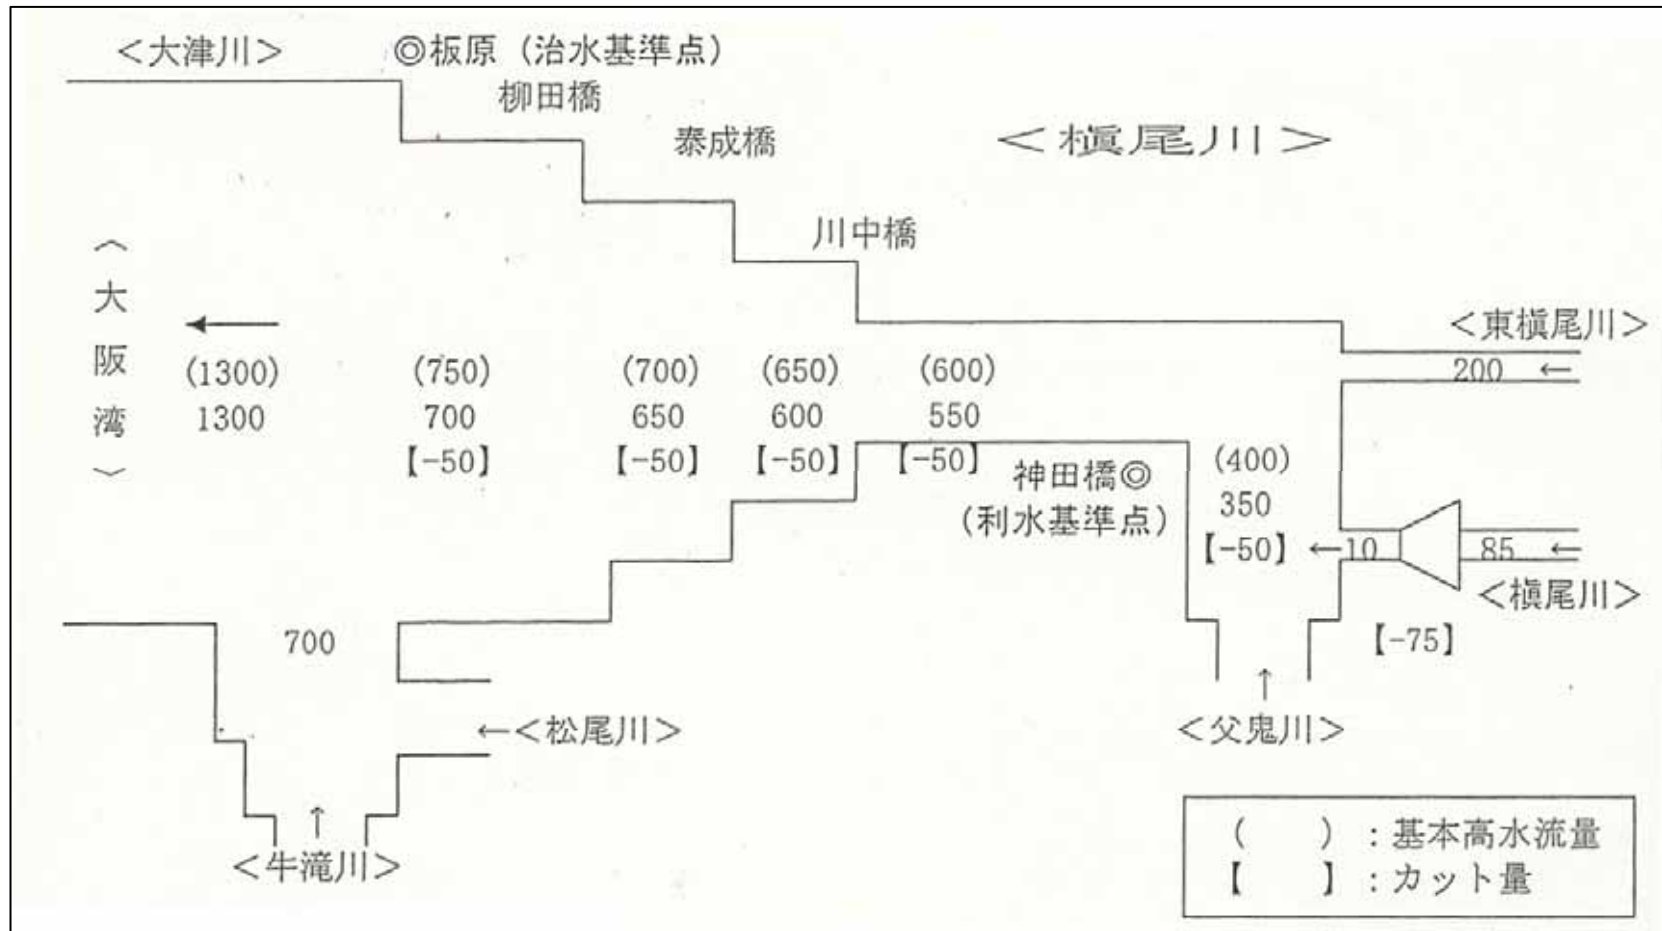 ＜大津川＞
◎板原（治水基準点）
柳田橋
泰成橋
＜槇尾川＞
川中橋
＜東槇尾川＞
200 ←
〈大阪湾〉
(1300)
1300
(750)
700
【-50】
(700)
650
【-50】
(650)
600
【-50】
(600)
550
【-50】
神田橋◎
（利水基準点）
(400)
350
【-50】
←10
85 ←
＜槇尾川＞
【-75】
700
←＜松尾川＞
↑
＜父鬼川＞
↑
＜牛滝川＞
（　　）：基本高水流量
【　　】：カット量